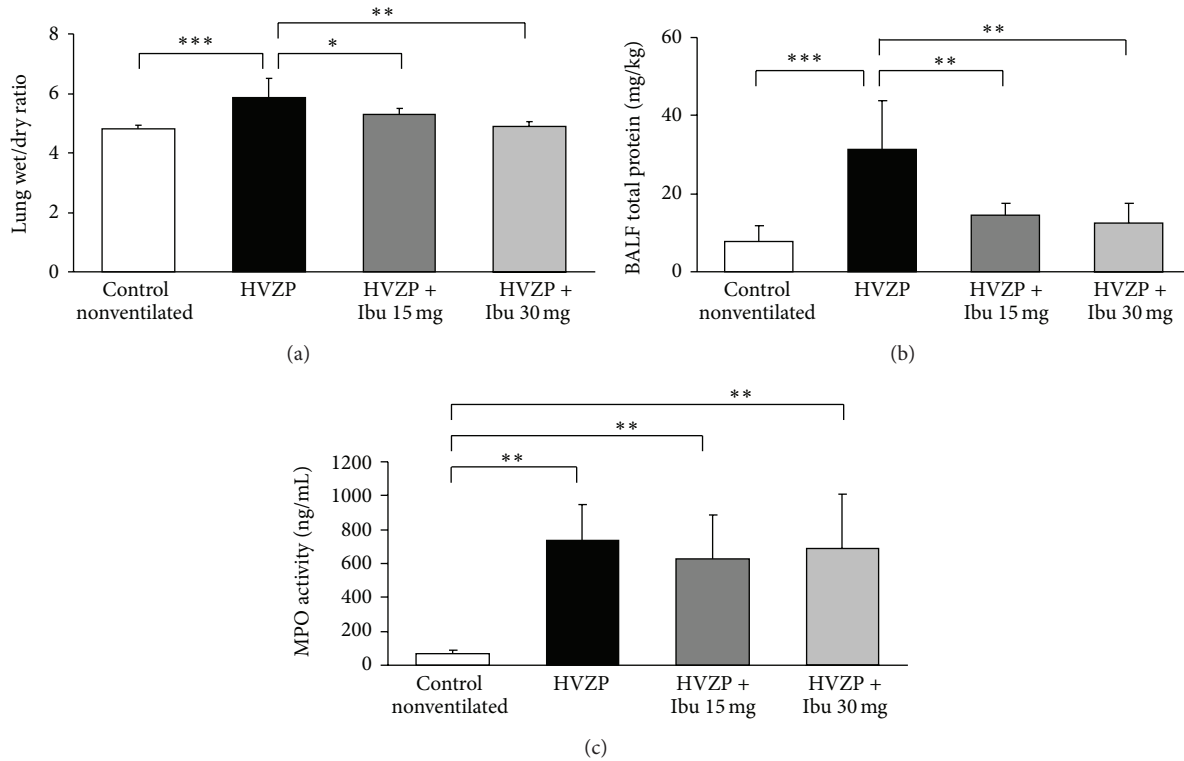 **
***
*
8
6
4
2
0
Lung wet/dry ratio
Control
nonventilated
HVZP
HVZP +
Ibu 15 mg
HVZP +
Ibu 30 mg
(a)
**
***
**
60
40
20
0
BALF total protein (mg/kg)
Control
nonventilated
HVZP
HVZP +
Ibu 15 mg
HVZP +
Ibu 30 mg
(b)
**
**
**
1200
1000
800
600
400
200
0
MPO activity (ng/mL)
Control
nonventilated
HVZP
HVZP +
Ibu 15 mg
HVZP +
Ibu 30 mg
(c)